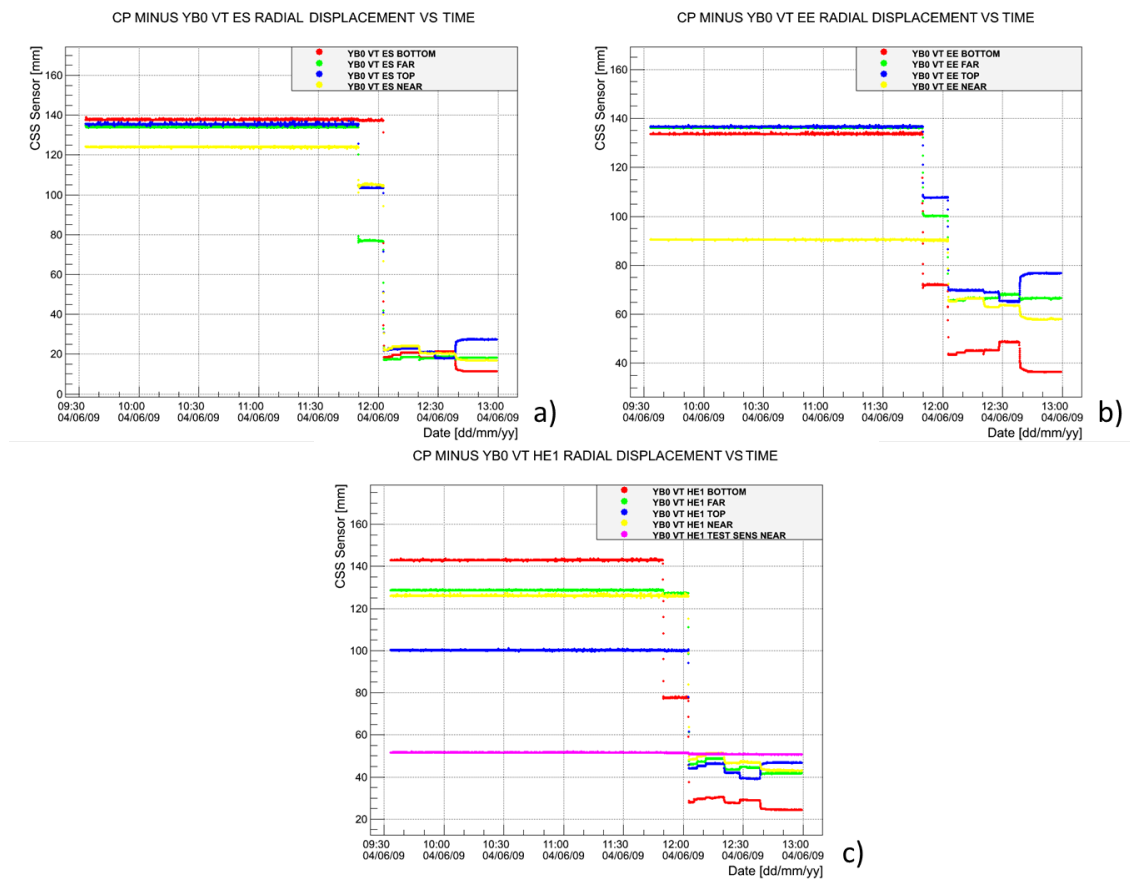 CP MINUS YB0 VT ES RADIAL DISPLACEMENT VS TIME
CSS Sensor [mm]
YB0 VT ES BOTTOM
YB0 VT ES FAR
YB0 VT ES TOP
YB0 VT ES NEAR
160
140
120
100
80
60
40
20
0
09:30 10:00 10:30 11:00 11:30 12:00 12:30 13:00
04/06/09 04/06/09 04/06/09 04/06/09 04/06/09 04/06/09 04/06/09 04/06/09
Date [dd/mm/yy]
a)
CP MINUS YB0 VT EE RADIAL DISPLACEMENT VS TIME
CSS Sensor [mm]
YB0 VT EE BOTTOM
YB0 VT EE FAR
YB0 VT EE TOP
YB0 VT EE NEAR
160
140
120
100
80
60
40
09:30 10:00 10:30 11:00 11:30 12:00 12:30 13:00
04/06/09 04/06/09 04/06/09 04/06/09 04/06/09 04/06/09 04/06/09 04/06/09
Date [dd/mm/yy]
b)
CP MINUS YB0 VT HE1 RADIAL DISPLACEMENT VS TIME
CSS Sensor [mm]
YB0 VT HE1 BOTTOM
YB0 VT HE1 FAR
YB0 VT HE1 TOP
YB0 VT HE1 NEAR
YB0 VT HE1 TEST SENS NEAR
160
140
120
100
80
60
40
20
09:30 10:00 10:30 11:00 11:30 12:00 12:30 13:00
04/06/09 04/06/09 04/06/09 04/06/09 04/06/09 04/06/09 04/06/09 04/06/09
Date [dd/mm/yy]
c)